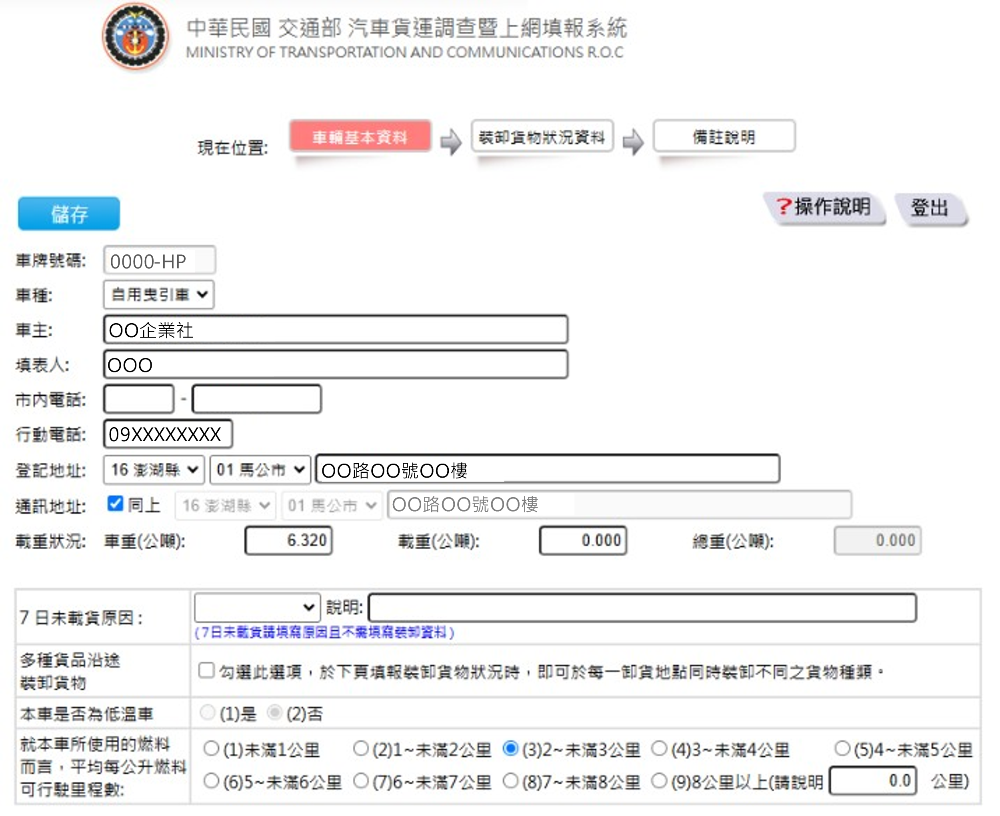 中華民國 交通部 汽車貨運調查暨上網填報系統
MINISTRY OF TRANSPORTATION AND COMMUNICATIONS R.O.C
現在位置: 車輛基本資料 裝卸貨物狀況資料 備註說明
儲存 ?操作說明 登出
車牌號碼: 0000-HP
車種: 自用曳引車
車主: OO企業社
填表人: OOO
市內電話: -
行動電話: 09XXXXXXXX
登記地址: 16 澎湖縣 01 馬公市 OO路OO號OO樓
通訊地址: 同上 16 澎湖縣 01 馬公市 OO路OO號OO樓
載重狀況: 車重(公噸): 6.320 載重(公噸): 0.000 總重(公噸): 0.000
7 日未載貨原因 : 說明:
(7日未載貨請填寫原因且不需填寫裝卸資料)
多種貨品沿途
裝卸貨物
勾選此選項，於下頁填報裝卸貨物狀況時，即可於每一卸貨地點同時裝卸不同之貨物種類。
本車是否為低溫車 (1)是 (2)否
就本車所使用的燃料
而言，平均每公升燃料
可行駛里程數:
(1)未滿1公里 (2)1~未滿2公里 (3)2~未滿3公里 (4)3~未滿4公里 (5)4~未滿5公里
(6)5~未滿6公里 (7)6~未滿7公里 (8)7~未滿8公里 (9)8公里以上(請說明 0.0 公里)